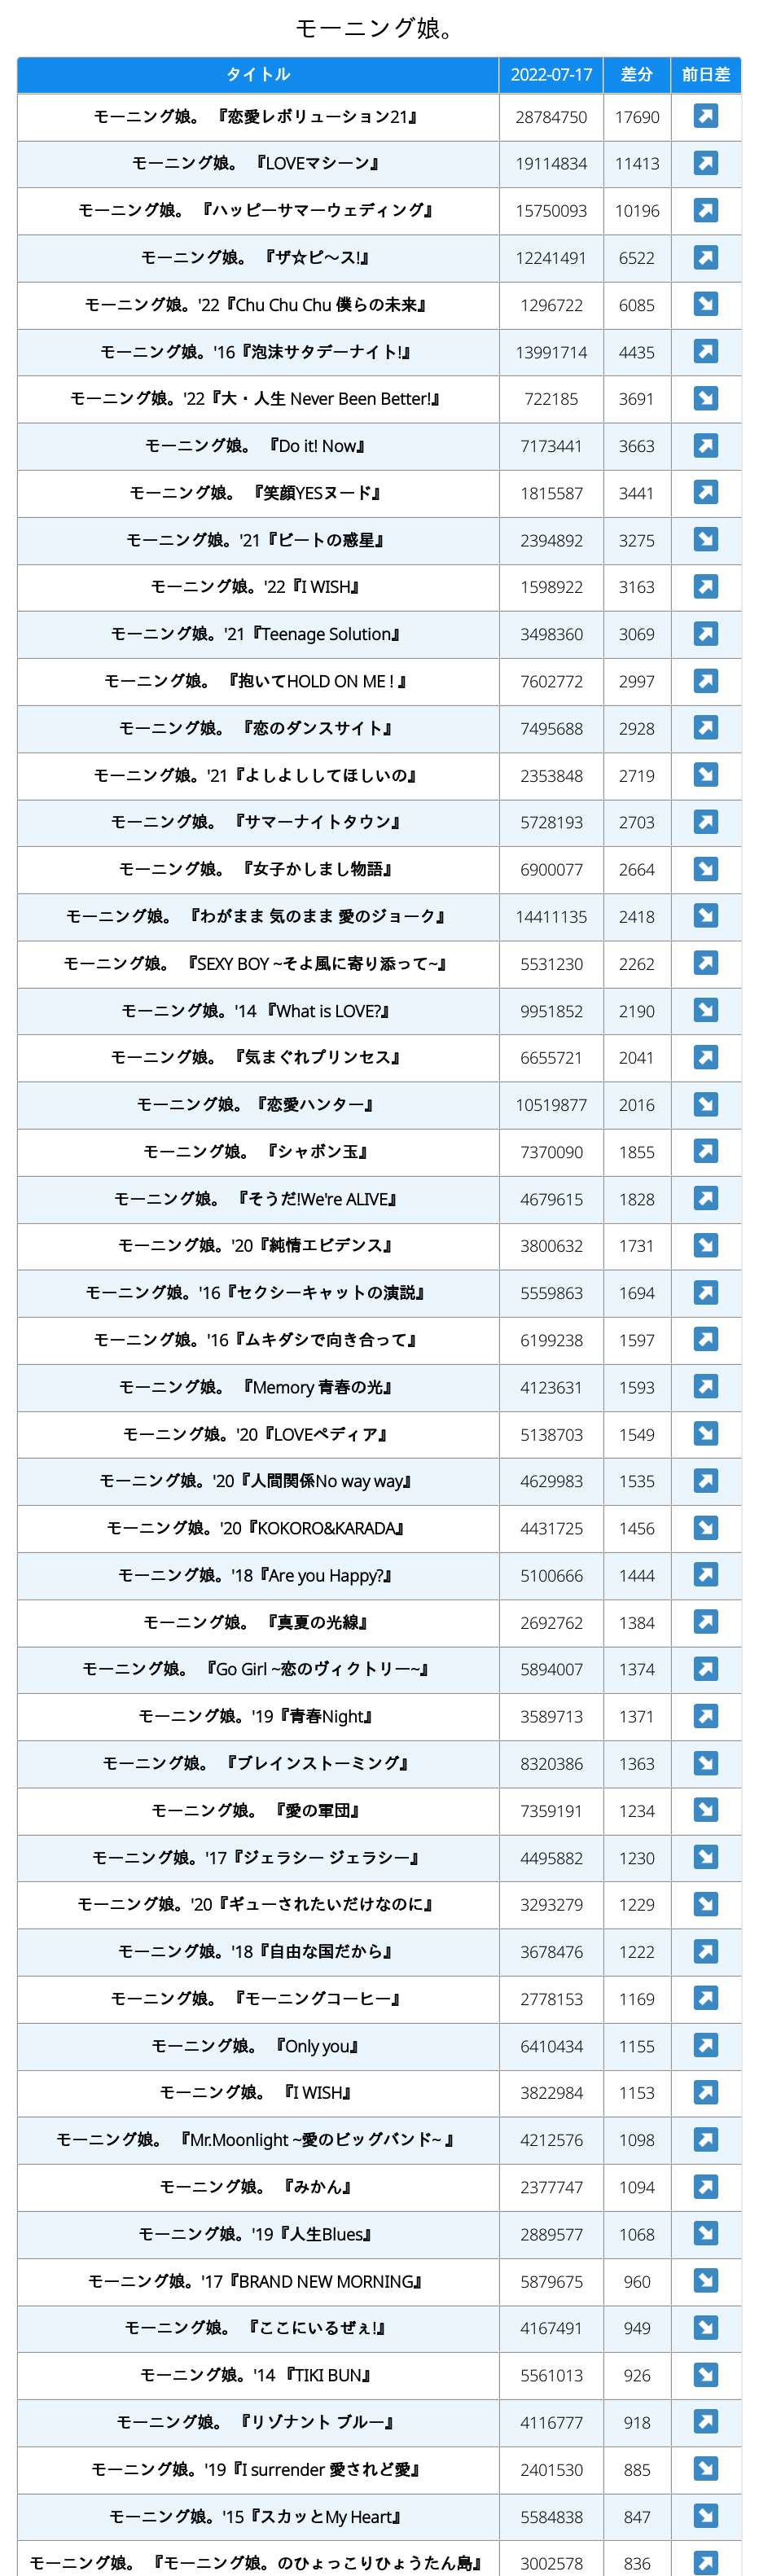 モーニング娘。
タイトル 2022-07-17 差分 前日差
モーニング娘。 『恋愛レボリューション21』 28784750 17690 ↗
モーニング娘。 『LOVEマシーン』 19114834 11413 ↗
モーニング娘。 『ハッピーサマーウェディング』 15750093 10196 ↗
モーニング娘。 『ザ☆ピ〜ス!』 12241491 6522 ↗
モーニング娘。'22『Chu Chu Chu 僕らの未来』 1296722 6085 ↘
モーニング娘。'16『泡沫サタデーナイト!』 13991714 4435 ↗
モーニング娘。'22『大・人生 Never Been Better!』 722185 3691 ↘
モーニング娘。 『Do it! Now』 7173441 3663 ↗
モーニング娘。 『笑顔YESヌード』 1815587 3441 ↗
モーニング娘。'21『ビートの惑星』 2394892 3275 ↘
モーニング娘。'22『I WISH』 1598922 3163 ↗
モーニング娘。'21『Teenage Solution』 3498360 3069 ↗
モーニング娘。 『抱いてHOLD ON ME ! 』 7602772 2997 ↗
モーニング娘。 『恋のダンスサイト』 7495688 2928 ↗
モーニング娘。'21『よしよししてほしいの』 2353848 2719 ↘
モーニング娘。 『サマーナイトタウン』 5728193 2703 ↗
モーニング娘。 『女子かしまし物語』 6900077 2664 ↘
モーニング娘。 『わがまま 気のまま 愛のジョーク』 14411135 2418 ↘
モーニング娘。 『SEXY BOY ~そよ風に寄り添って~』 5531230 2262 ↗
モーニング娘。'14 『What is LOVE?』 9951852 2190 ↘
モーニング娘。 『気まぐれプリンセス』 6655721 2041 ↗
モーニング娘。『恋愛ハンター』 10519877 2016 ↘
モーニング娘。 『シャボン玉』 7370090 1855 ↗
モーニング娘。 『そうだ!We're ALIVE』 4679615 1828 ↗
モーニング娘。'20『純情エビデンス』 3800632 1731 ↘
モーニング娘。'16『セクシーキャットの演説』 5559863 1694 ↗
モーニング娘。'16『ムキダシで向き合って』 6199238 1597 ↗
モーニング娘。 『Memory 青春の光』 4123631 1593 ↗
モーニング娘。'20『LOVEペディア』 5138703 1549 ↘
モーニング娘。'20『人間関係No way way』 4629983 1535 ↗
モーニング娘。'20『KOKORO&KARADA』 4431725 1456 ↘
モーニング娘。'18『Are you Happy?』 5100666 1444 ↗
モーニング娘。 『真夏の光線』 2692762 1384 ↗
モーニング娘。 『Go Girl ~恋のヴィクトリー~』 5894007 1374 ↗
モーニング娘。'19『青春Night』 3589713 1371 ↗
モーニング娘。 『ブレインストーミング』 8320386 1363 ↘
モーニング娘。 『愛の軍団』 7359191 1234 ↘
モーニング娘。'17『ジェラシー ジェラシー』 4495882 1230 ↘
モーニング娘。'20『ギューされたいだけなのに』 3293279 1229 ↘
モーニング娘。'18『自由な国だから』 3678476 1222 ↗
モーニング娘。 『モーニングコーヒー』 2778153 1169 ↗
モーニング娘。 『Only you』 6410434 1155 ↗
モーニング娘。 『I WISH』 3822984 1153 ↗
モーニング娘。 『Mr.Moonlight ~愛のビッグバンド~ 』 4212576 1098 ↗
モーニング娘。 『みかん』 2377747 1094 ↗
モーニング娘。'19『人生Blues』 2889577 1068 ↘
モーニング娘。'17『BRAND NEW MORNING』 5879675 960 ↘
モーニング娘。 『ここにいるぜぇ!』 4167491 949 ↘
モーニング娘。'14 『TIKI BUN』 5561013 926 ↘
モーニング娘。 『リゾナント ブルー』 4116777 918 ↗
モーニング娘。'19『I surrender 愛されど愛』 2401530 885 ↘
モーニング娘。'15『スカッとMy Heart』 5584838 847 ↘
モーニング娘。 『モーニング娘。のひょっこりひょうたん島』 3002578 836 ↗